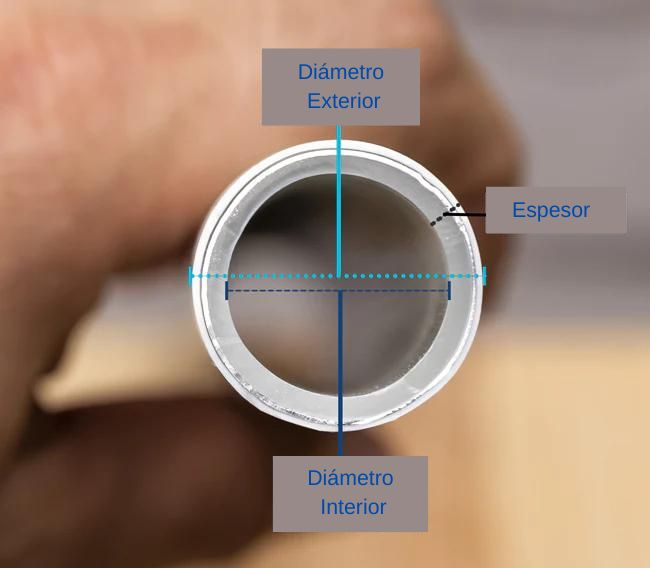 Diámetro
Exterior
Espesor
Diámetro
Interior